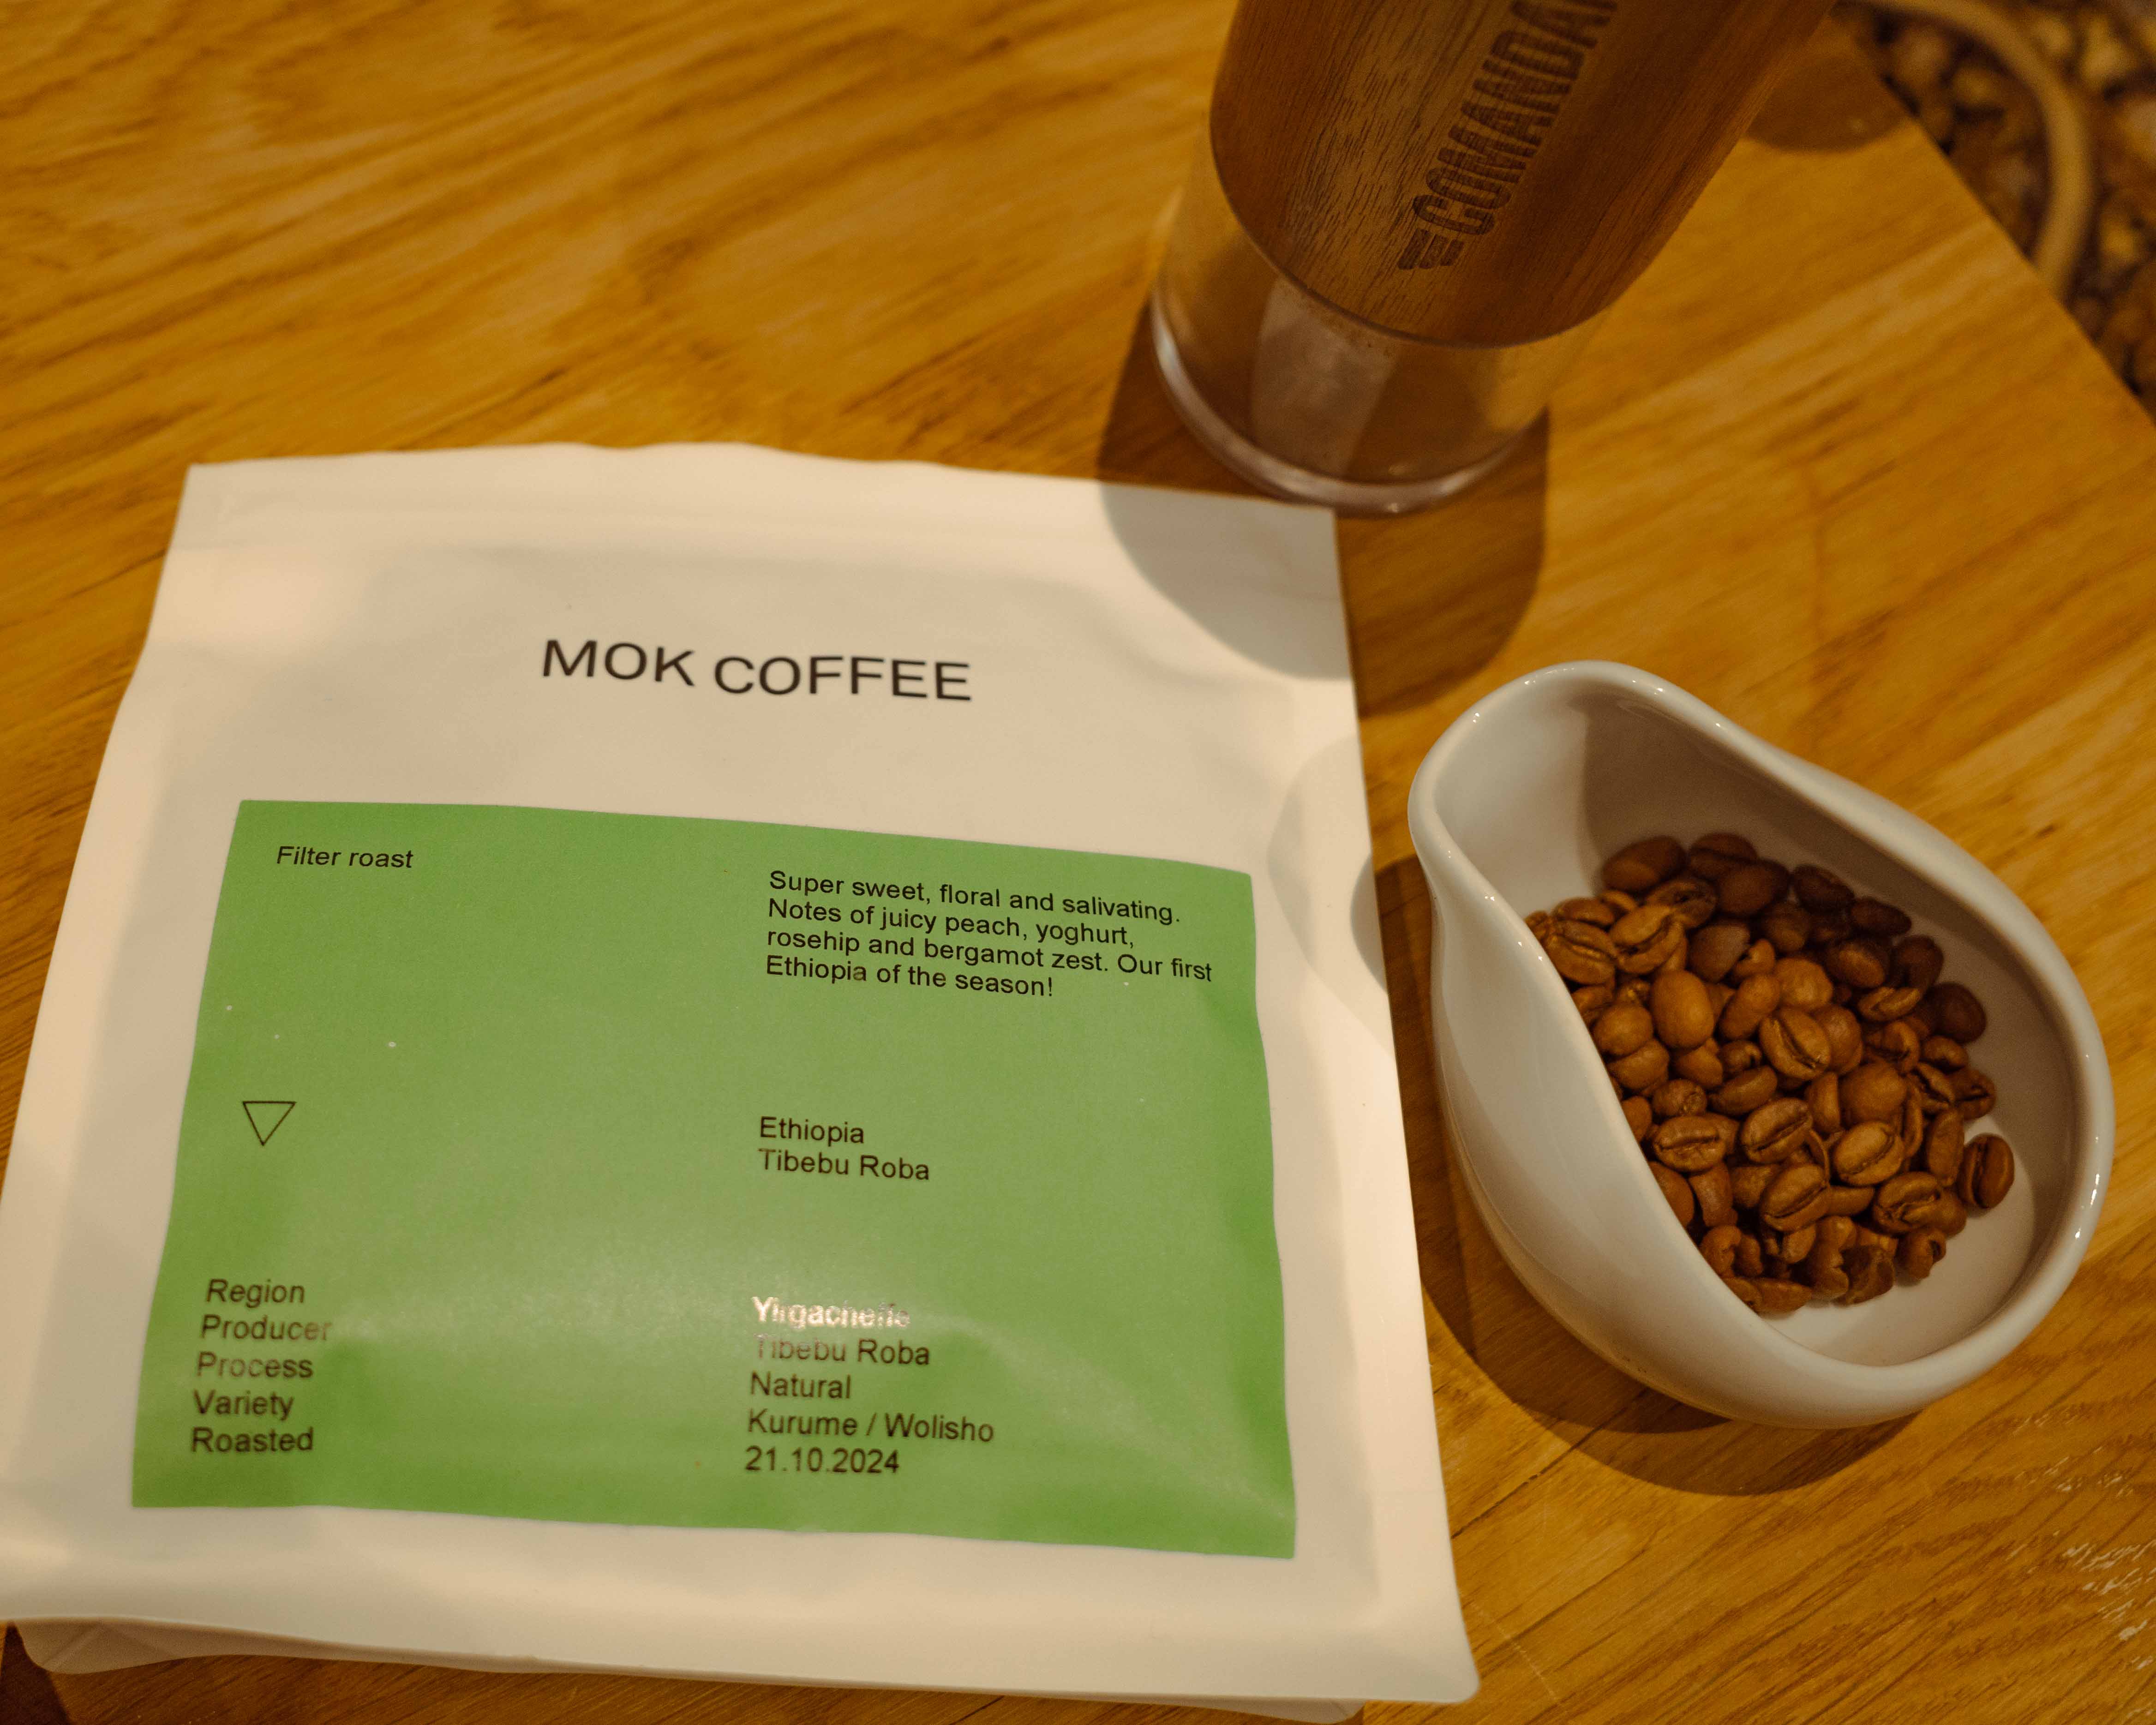 COMANDA
MOK COFFEE
Filter roast
Super sweet, floral and salivating.
Notes of juicy peach, yoghurt,
rosehip and bergamot zest. Our first
Ethiopia of the season!
Ethiopia
Tibebu Roba
Region
Producer
Process
Variety
Roasted
Yirgacheffe
Tibebu Roba
Natural
Kurume / Wolisho
21.10.2024